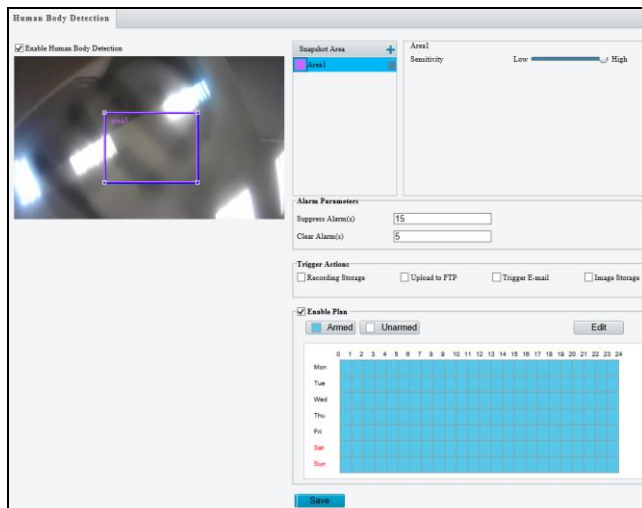 Human Body Detection
Enable Human Body Detection
area1
Snapshot Area
Area1
Area1
Sensitivity Low High
Alarm Parameters
Suppress Alarm(s) 15
Clear Alarm(s) 5
Trigger Actions
Recording Storage Upload to FTP Trigger E-mail Image Storage
Enable Plan
Armed Unarmed Edit
0 1 2 3 4 5 6 7 8 9 10 11 12 13 14 15 16 17 18 19 20 21 22 23 24
Mon
Tue
Wed
Thu
Fri
Sat
Sun
Save